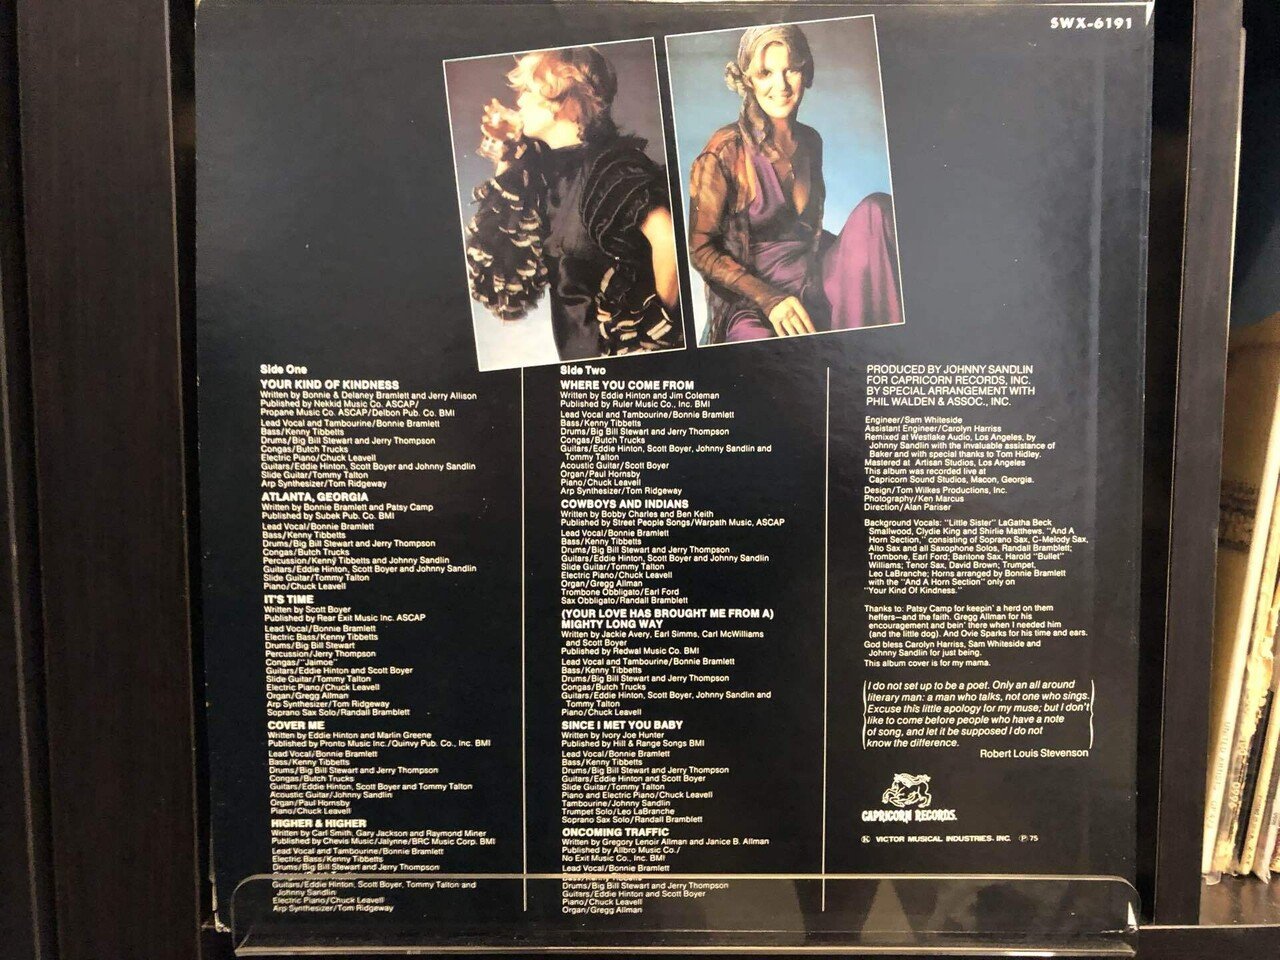 SWX-6191
Side One
YOUR KIND OF KINDNESS
Written by Bonnie & Delaney Bramlett and Jerry Allison
Published by Nekkid Music Co. ASCAP/
Propane Music Co. ASCAP/Delbon Pub. Co. BMI
Lead Vocal and Tambourine/Bonnie Bramlett
Bass/Kenny Tibbetts
Drums/Big Bill Stewart and Jerry Thompson
Congas/Butch Trucks
Electric Piano/Chuck Leavell
Guitars/Eddie Hinton, Scott Boyer and Johnny Sandlin
Slide Guitar/Tommy Talton
Arp Synthesizer/Tom Ridgeway
ATLANTA, GEORGIA
Written by Bonnie Bramlett and Patsy Camp
Published by Subek Pub. Co. BMI
Lead Vocal/Bonnie Bramlett
Bass/Kenny Tibbetts
Drums/Big Bill Stewart and Jerry Thompson
Congas/Butch Trucks
Percussion/Kenny Tibbetts and Johnny Sandlin
Guitars/Eddie Hinton, Scott Boyer and Johnny Sandlin
Slide Guitar/Tommy Talton
Piano/Chuck Leavell
IT'S TIME
Written by Scott Boyer
Published by Rear Exit Music Inc. ASCAP
Lead Vocal/Bonnie Bramlett
Electric Bass/Kenny Tibbetts
Drums/Big Bill Stewart
Percussion/Jerry Thompson
Congas/"Jaimoe"
Guitars/Eddie Hinton and Scott Boyer
Slide Guitar/Tommy Talton
Electric Piano/Chuck Leavell
Organ/Gregg Allman
Arp Synthesizer/Tom Ridgeway
Soprano Sax Solo/Randall Bramblett
COVER ME
Written by Eddie Hinton and Marlin Greene
Published by Pronto Music Inc./Quinvy Pub. Co., Inc. BMI
Lead Vocal/Bonnie Bramlett
Bass/Kenny Tibbetts
Drums/Big Bill Stewart and Jerry Thompson
Congas/Butch Trucks
Guitars/Eddie Hinton, Scott Boyer and Tommy Talton
Acoustic Guitar/Johnny Sandlin
Organ/Paul Hornsby
Piano/Chuck Leavell
HIGHER & HIGHER
Written by Carl Smith, Gary Jackson and Raymond Miner
Published by Chevis Music/Jalynne/BRC Music Corp. BMI
Lead Vocal and Tambourine/Bonnie Bramlett
Electric Bass/Kenny Tibbetts
Drums/Big Bill Stewart and Jerry Thompson
Guitars/Eddie Hinton, Scott Boyer, Tommy Talton and
Johnny Sandlin
Electric Piano/Chuck Leavell
Arp Synthesizer/Tom Ridgeway
Side Two
WHERE YOU COME FROM
Written by Eddie Hinton and Jim Coleman
Published by Ruler Music Co., Inc. BMI
Lead Vocal and Tambourine/Bonnie Bramlett
Bass/Kenny Tibbetts
Drums/Big Bill Stewart and Jerry Thompson
Congas/Butch Trucks
Guitars/Eddie Hinton, Scott Boyer, Johnny Sandlin and
Tommy Talton
Acoustic Guitar/Scott Boyer
Organ/Paul Hornsby
Piano/Chuck Leavell
Arp Synthesizer/Tom Ridgeway
COWBOYS AND INDIANS
Written by Bobby Charles and Ben Keith
Published by Street People Songs/Warpath Music, ASCAP
Lead Vocal/Bonnie Bramlett
Bass/Kenny Tibbetts
Drums/Big Bill Stewart and Jerry Thompson
Guitars/Eddie Hinton, Scott Boyer and Johnny Sandlin
Slide Guitar/Tommy Talton
Electric Piano/Chuck Leavell
Organ/Gregg Allman
Trombone Obbligato/Earl Ford
Sax Obbligato/Randall Bramblett
(YOUR LOVE HAS BROUGHT ME FROM A)
MIGHTY LONG WAY
Written by Jackie Avery, Earl Simms, Carl McWilliams
and Scott Boyer
Published by Redwal Music Co. BMI
Lead Vocal and Tambourine/Bonnie Bramlett
Bass/Kenny Tibbetts
Drums/Big Bill Stewart and Jerry Thompson
Congas/Butch Trucks
Guitars/Eddie Hinton, Scott Boyer, Johnny Sandlin and
Tommy Talton
Piano/Chuck Leavell
SINCE I MET YOU BABY
Written by Ivory Joe Hunter
Published by Hill & Range Songs BMI
Lead Vocal/Bonnie Bramlett
Bass/Kenny Tibbetts
Drums/Big Bill Stewart and Jerry Thompson
Guitars/Eddie Hinton and Scott Boyer
Slide Guitar/Tommy Talton
Piano and Electric Piano/Chuck Leavell
Tambourine/Johnny Sandlin
Trumpet Solo/Leo LaBranche
Soprano Sax Solo/Randall Bramblett
ONCOMING TRAFFIC
Written by Gregory Lenoir Allman and Janice B. Allman
Published by Allbro Music Co./
No Exit Music Co., Inc. BMI
Lead Vocal/Bonnie Bramlett
Bass/Kenny Tibbetts
Drums/Big Bill Stewart and Jerry Thompson
Guitars/Eddie Hinton and Scott Boyer
Piano/Chuck Leavell
Organ/Gregg Allman
PRODUCED BY JOHNNY SANDLIN
FOR CAPRICORN RECORDS, INC.
BY SPECIAL ARRANGEMENT WITH
PHIL WALDEN & ASSOC., INC.
Engineer/Sam Whiteside
Assistant Engineer/Carolyn Harriss
Remixed at Westlake Audio, Los Angeles, by
Johnny Sandlin with the invaluable assistance of
Baker and with special thanks to Tom Hidley.
Mastered at Artisan Studios, Los Angeles
This album was recorded live at
Capricorn Sound Studios, Macon, Georgia.
Design/Tom Wilkes Productions, Inc.
Photography/Ken Marcus
Direction/Alan Pariser
Background Vocals: "Little Sister" LaGatha Beck
Smallwood, Clydie King and Shirlie Matthews. "And A
Horn Section," consisting of Soprano Sax, C-Melody Sax,
Alto Sax and all Saxophone Solos, Randall Bramblett;
Trombone, Earl Ford; Baritone Sax, Harold "Bullet"
Williams; Tenor Sax, David Brown; Trumpet,
Leo LaBranche; Horns arranged by Bonnie Bramlett
with the "And A Horn Section" only on
"Your Kind Of Kindness."
Thanks to: Patsy Camp for keepin' a herd on them
heffers—and the faith. Gregg Allman for his
encouragement and bein' there when I needed him
(and the little dog). And Ovie Sparks for his time and ears.
God bless Carolyn Harriss, Sam Whiteside and
Johnny Sandlin for just being.
This album cover is for my mama.
I do not set up to be a poet. Only an all around
literary man: a man who talks, not one who sings.
Excuse this little apology for my muse; but I don't
like to come before people who have a note
of song, and let it be supposed I do not
know the difference.
Robert Louis Stevenson
CAPRICORN RECORDS.
Ⓚ VICTOR MUSICAL INDUSTRIES. INC. Ⓟ 75